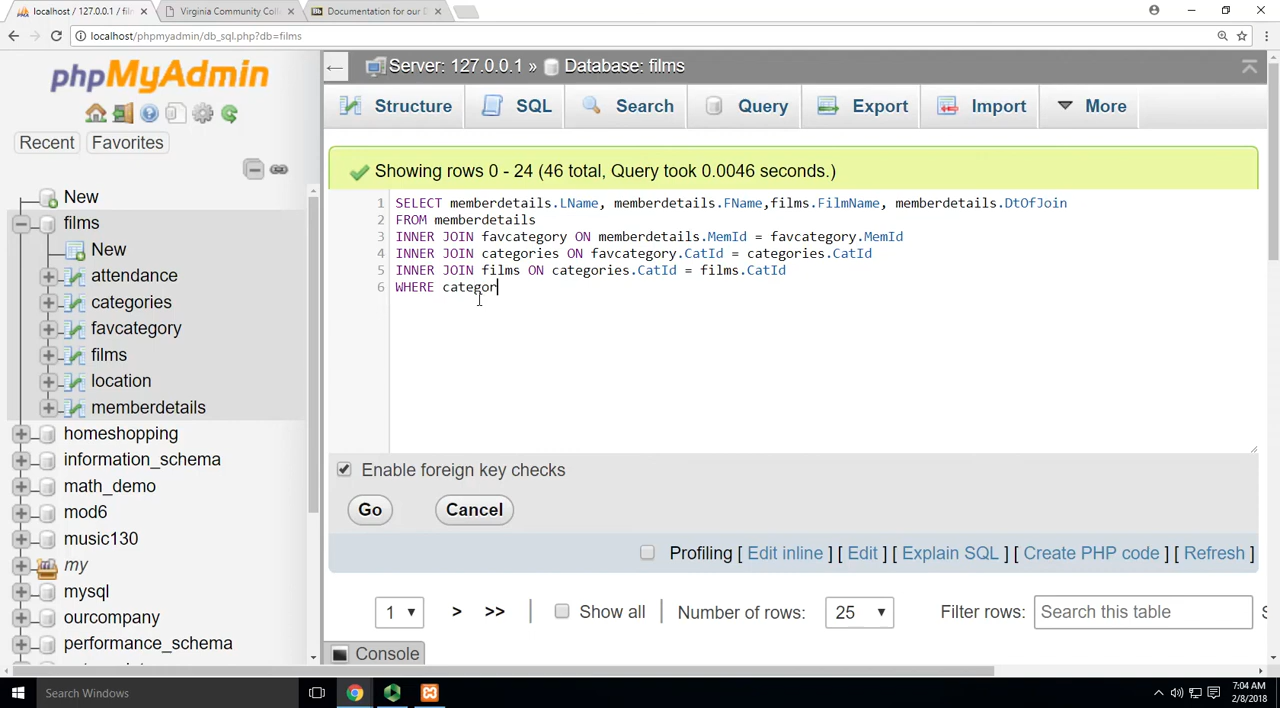 localhost / 127.0.0.1 / fil
Virginia Community Coll
Documentation for our D
localhost/phpmyadmin/db_sql.php?db=films
phpMyAdmin
Recent Favorites
New
films
New
attendance
categories
favcategory
films
location
memberdetails
homeshopping
information_schema
math_demo
mod6
music130
my
mysql
ourcompany
performance_schema
Server: 127.0.0.1 » Database: films
Structure SQL Search Query Export Import More
Showing rows 0 - 24 (46 total, Query took 0.0046 seconds.)
1 SELECT memberdetails.LName, memberdetails.FName,films.FilmName, memberdetails.DtOfJoin
2 FROM memberdetails
3 INNER JOIN favcategory ON memberdetails.MemId = favcategory.MemId
4 INNER JOIN categories ON favcategory.CatId = categories.CatId
5 INNER JOIN films ON categories.CatId = films.CatId
6 WHERE categor
Enable foreign key checks
Go Cancel
Profiling [ Edit inline ] [ Edit ] [ Explain SQL ] [ Create PHP code ] [ Refresh ]
1 > >> Show all Number of rows: 25 Filter rows: Search this table
Console
Search Windows
7:04 AM
2/8/2018